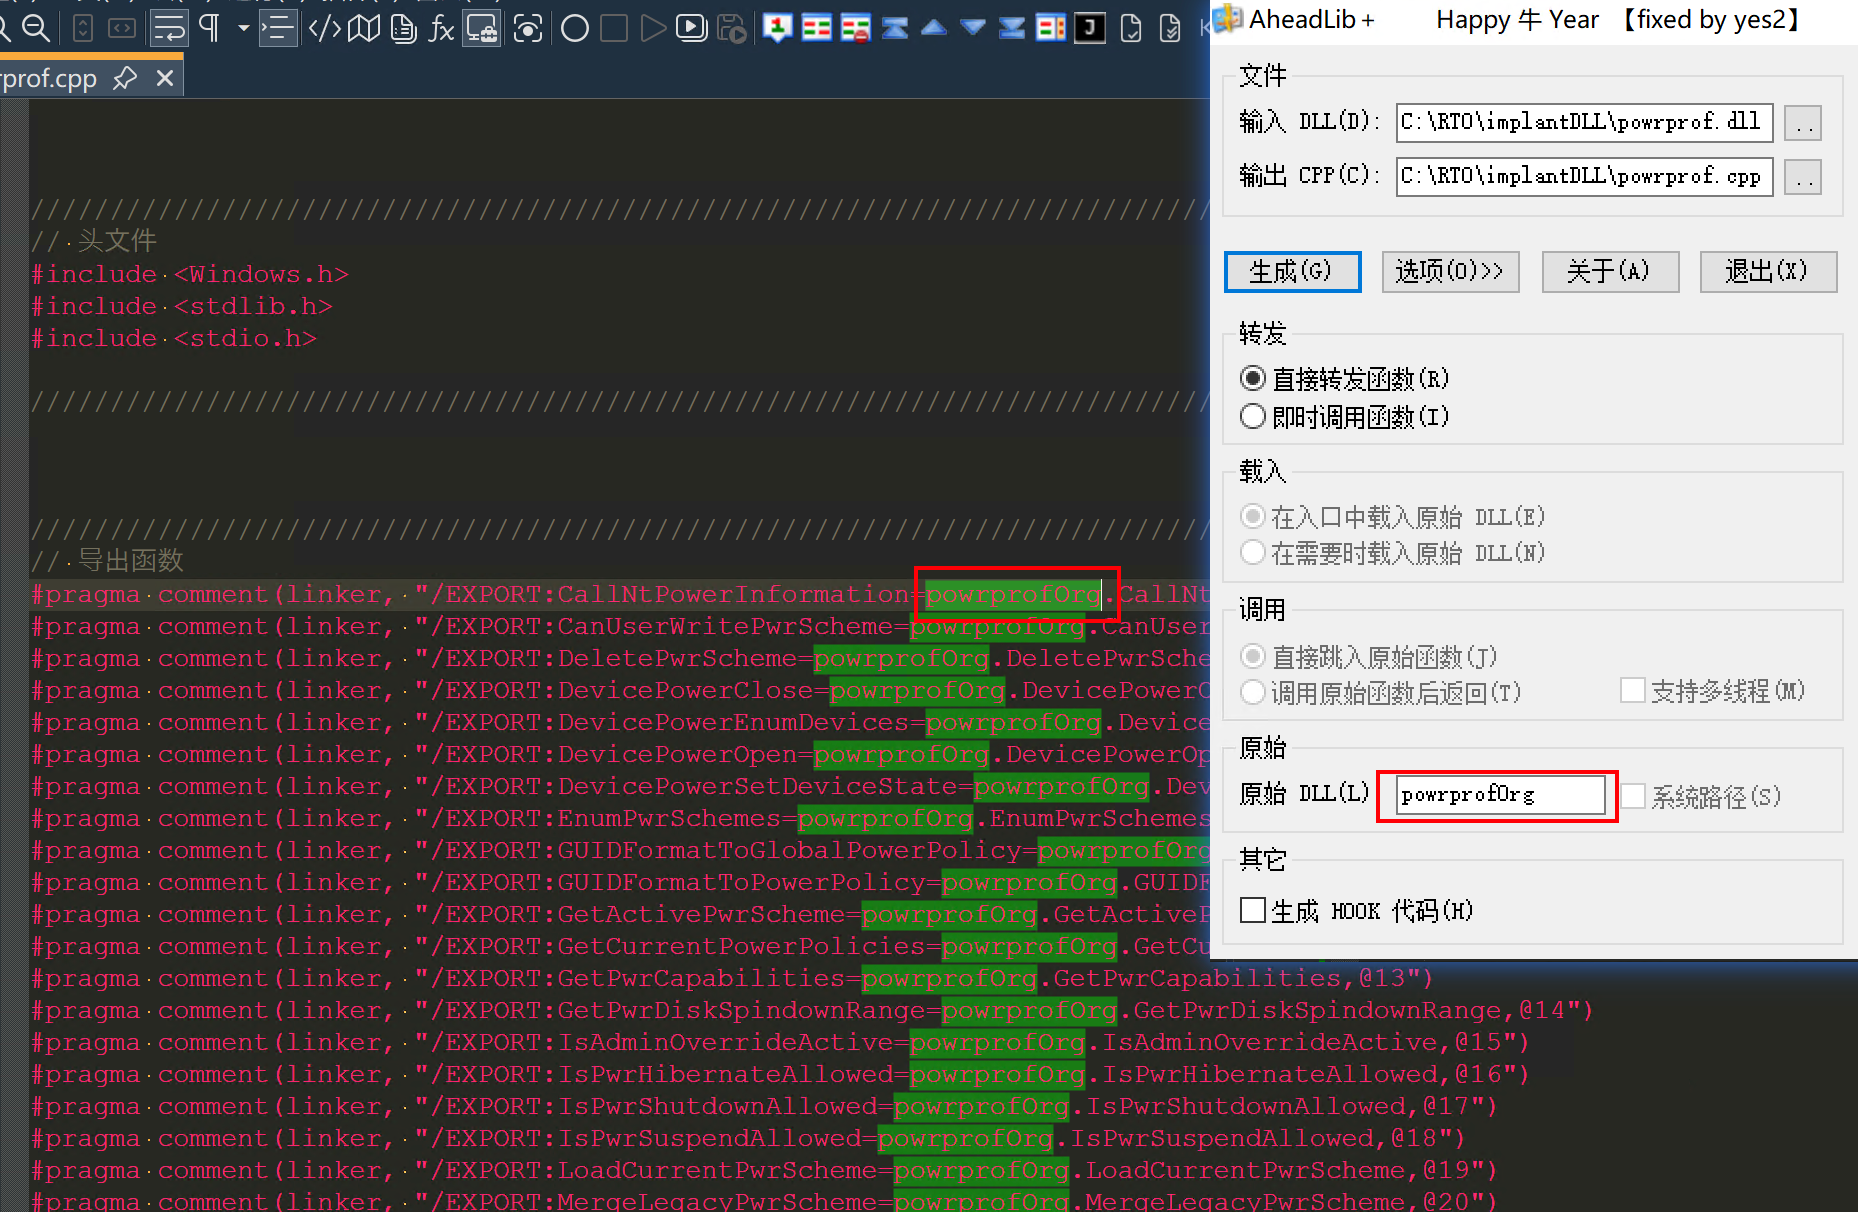 rprof.cpp
// 头文件
#include <Windows.h>
#include <stdlib.h>
#include <stdio.h>
// 导出函数
#pragma comment(linker, "/EXPORT:CallNtPowerInformation=powrprofOrg.CallNt
#pragma comment(linker, "/EXPORT:CanUserWritePwrScheme=powrprofOrg.CanUser
#pragma comment(linker, "/EXPORT:DeletePwrScheme=powrprofOrg.DeletePwrSche
#pragma comment(linker, "/EXPORT:DevicePowerClose=powrprofOrg.DevicePowerC
#pragma comment(linker, "/EXPORT:DevicePowerEnumDevices=powrprofOrg.Device
#pragma comment(linker, "/EXPORT:DevicePowerOpen=powrprofOrg.DevicePowerOp
#pragma comment(linker, "/EXPORT:DevicePowerSetDeviceState=powrprofOrg.Dev
#pragma comment(linker, "/EXPORT:EnumPwrSchemes=powrprofOrg.EnumPwrSchemes
#pragma comment(linker, "/EXPORT:GUIDFormatToGlobalPowerPolicy=powrprofOrg
#pragma comment(linker, "/EXPORT:GUIDFormatToPowerPolicy=powrprofOrg.GUIDF
#pragma comment(linker, "/EXPORT:GetActivePwrScheme=powrprofOrg.GetActiveP
#pragma comment(linker, "/EXPORT:GetCurrentPowerPolicies=powrprofOrg.GetCu
#pragma comment(linker, "/EXPORT:GetPwrCapabilities=powrprofOrg.GetPwrCapabilities,@13")
#pragma comment(linker, "/EXPORT:GetPwrDiskSpindownRange=powrprofOrg.GetPwrDiskSpindownRange,@14")
#pragma comment(linker, "/EXPORT:IsAdminOverrideActive=powrprofOrg.IsAdminOverrideActive,@15")
#pragma comment(linker, "/EXPORT:IsPwrHibernateAllowed=powrprofOrg.IsPwrHibernateAllowed,@16")
#pragma comment(linker, "/EXPORT:IsPwrShutdownAllowed=powrprofOrg.IsPwrShutdownAllowed,@17")
#pragma comment(linker, "/EXPORT:IsPwrSuspendAllowed=powrprofOrg.IsPwrSuspendAllowed,@18")
#pragma comment(linker, "/EXPORT:LoadCurrentPwrScheme=powrprofOrg.LoadCurrentPwrScheme,@19")
#pragma comment(linker, "/EXPORT:MergeLegacyPwrScheme=powrprofOrg.MergeLegacyPwrScheme,@20")
AheadLib+ Happy 牛 Year 【fixed by yes2】
文件
输入 DLL(D): C:\RTO\implantDLL\powrprof.dll ..
输出 CPP(C): C:\RTO\implantDLL\powrprof.cpp ..
生成(G) 选项(O)>> 关于(A) 退出(X)
转发
直接转发函数(R)
即时调用函数(I)
载入
在入口中载入原始 DLL(E)
在需要时载入原始 DLL(N)
调用
直接跳入原始函数(J)
调用原始函数后返回(T) 支持多线程(M)
原始
原始 DLL(L) powrprofOrg 系统路径(S)
其它
生成 HOOK 代码(H)